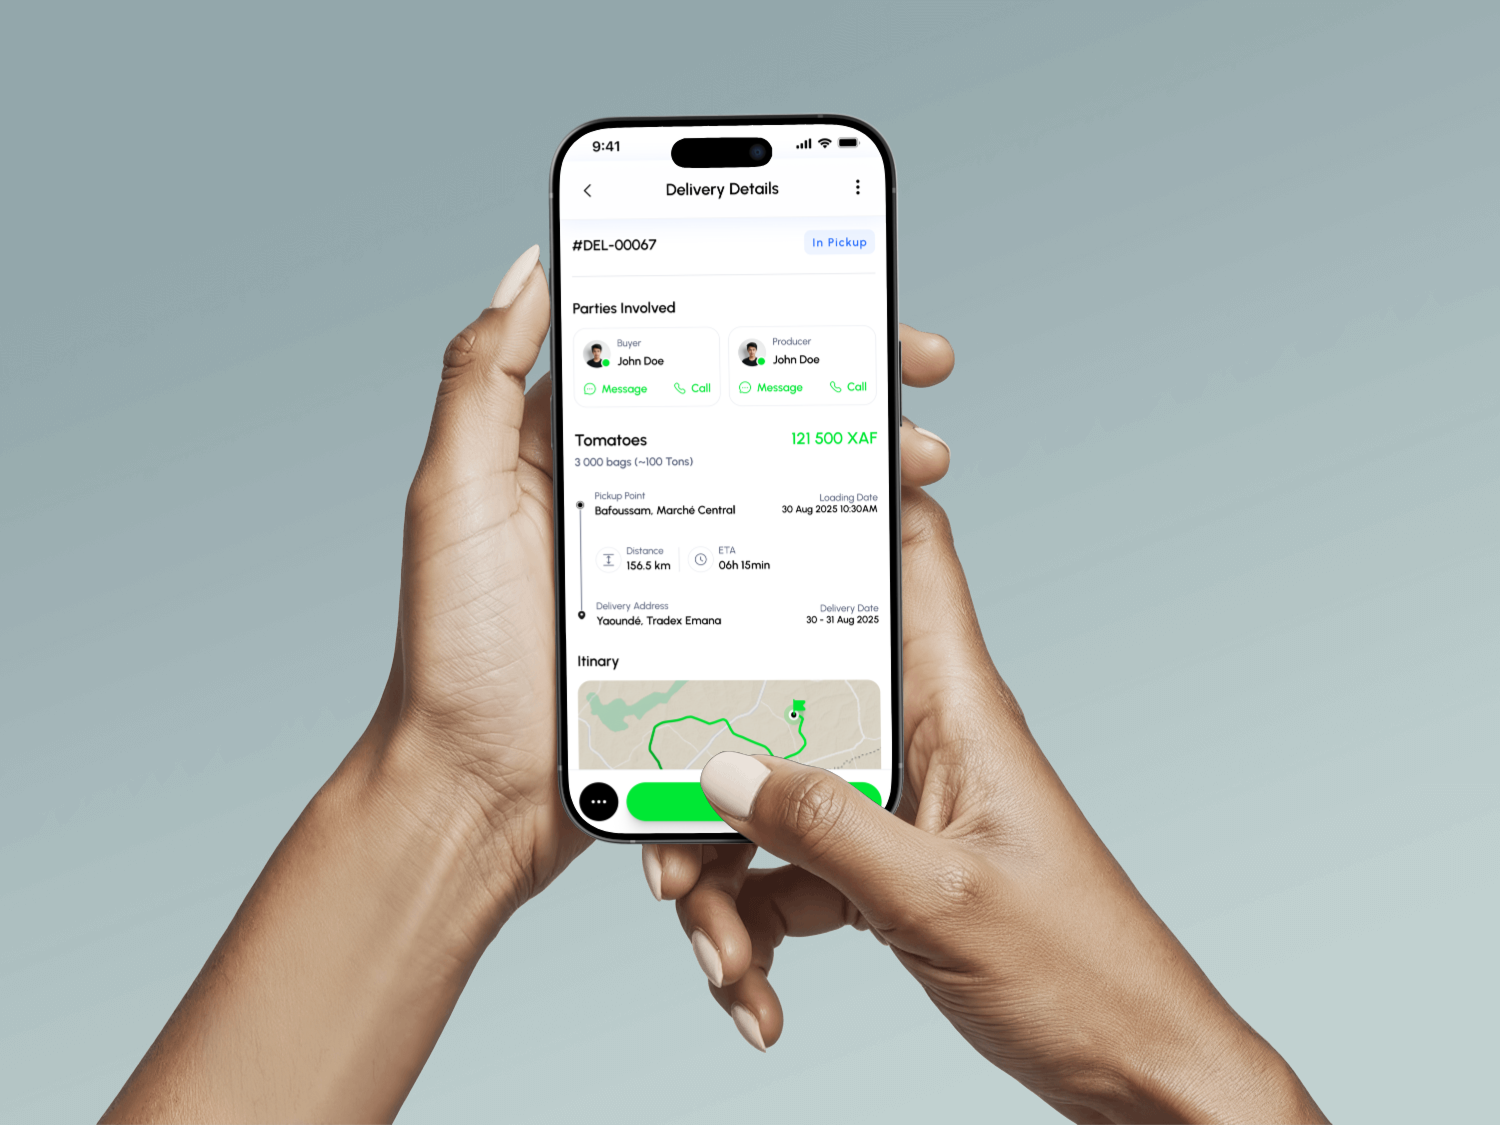 9:41
Delivery Details
#DEL-00067
In Pickup
Parties Involved
Buyer
John Doe
Message
Call
Producer
John Doe
Message
Call
Tomatoes
121 500 XAF
3 000 bags (~100 Tons)
Pickup Point
Bafoussam, Marché Central
Loading Date
30 Aug 2025 10:30AM
Distance
156.5 km
ETA
06h 15min
Delivery Address
Yaoundé, Tradex Emana
Delivery Date
30 - 31 Aug 2025
Itinary